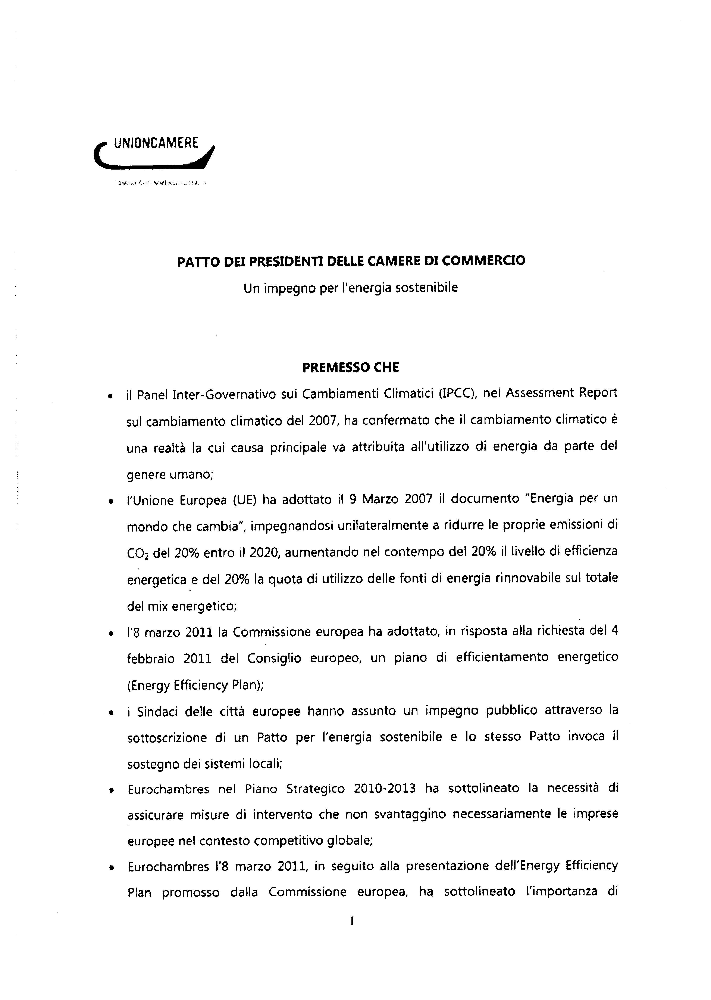 UNIONCAMERE
PATTO DEI PRESIDENTI DELLE CAMERE DI COMMERCIO
Un impegno per l'energia sostenibile
PREMESSO CHE
• il Panel Inter-Governativo sui Cambiamenti Climatici (IPCC), nel Assessment Report
sul cambiamento climatico del 2007, ha confermato che il cambiamento climatico è
una realtà la cui causa principale va attribuita all'utilizzo di energia da parte del
genere umano;
• l'Unione Europea (UE) ha adottato il 9 Marzo 2007 il documento "Energia per un
mondo che cambia", impegnandosi unilateralmente a ridurre le proprie emissioni di
CO₂ del 20% entro il 2020, aumentando nel contempo del 20% il livello di efficienza
energetica e del 20% la quota di utilizzo delle fonti di energia rinnovabile sul totale
del mix energetico;
• l'8 marzo 2011 la Commissione europea ha adottato, in risposta alla richiesta del 4
febbraio 2011 del Consiglio europeo, un piano di efficientamento energetico
(Energy Efficiency Plan);
• i Sindaci delle città europee hanno assunto un impegno pubblico attraverso la
sottoscrizione di un Patto per l'energia sostenibile e lo stesso Patto invoca il
sostegno dei sistemi locali;
• Eurochambres nel Piano Strategico 2010-2013 ha sottolineato la necessità di
assicurare misure di intervento che non svantaggino necessariamente le imprese
europee nel contesto competitivo globale;
• Eurochambres l'8 marzo 2011, in seguito alla presentazione dell'Energy Efficiency
Plan promosso dalla Commissione europea, ha sottolineato l'importanza di
1